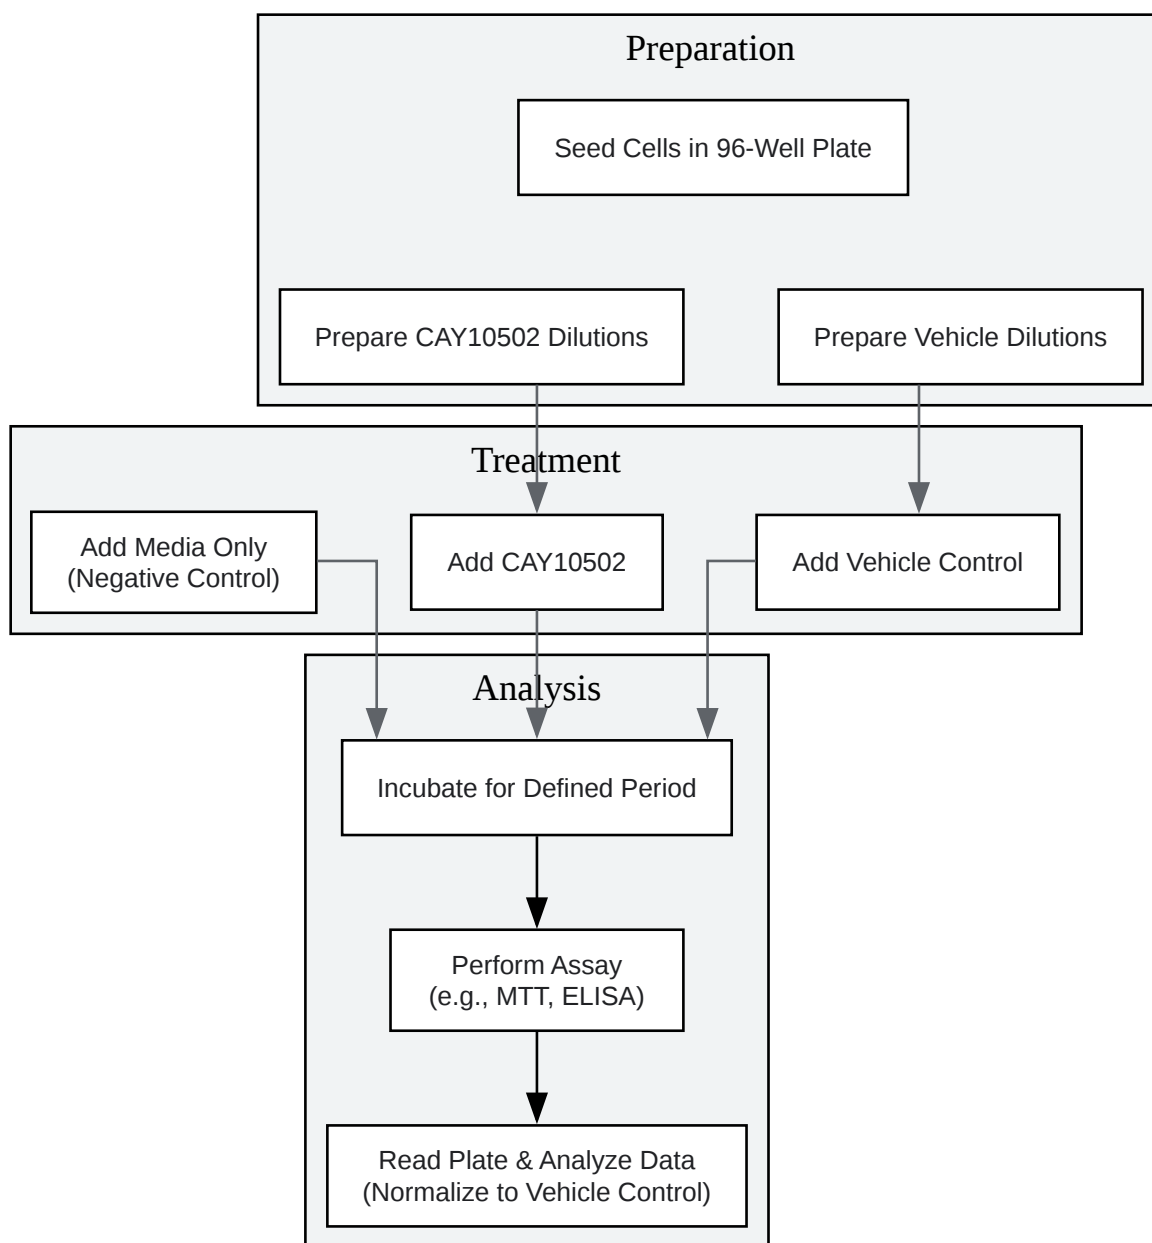 Preparation
Seed Cells in 96-Well Plate
Prepare CAY10502 Dilutions
Prepare Vehicle Dilutions
Treatment
Add Media Only
(Negative Control)
Add CAY10502
Add Vehicle Control
Analysis
Incubate for Defined Period
Perform Assay
(e.g., MTT, ELISA)
Read Plate & Analyze Data
(Normalize to Vehicle Control)